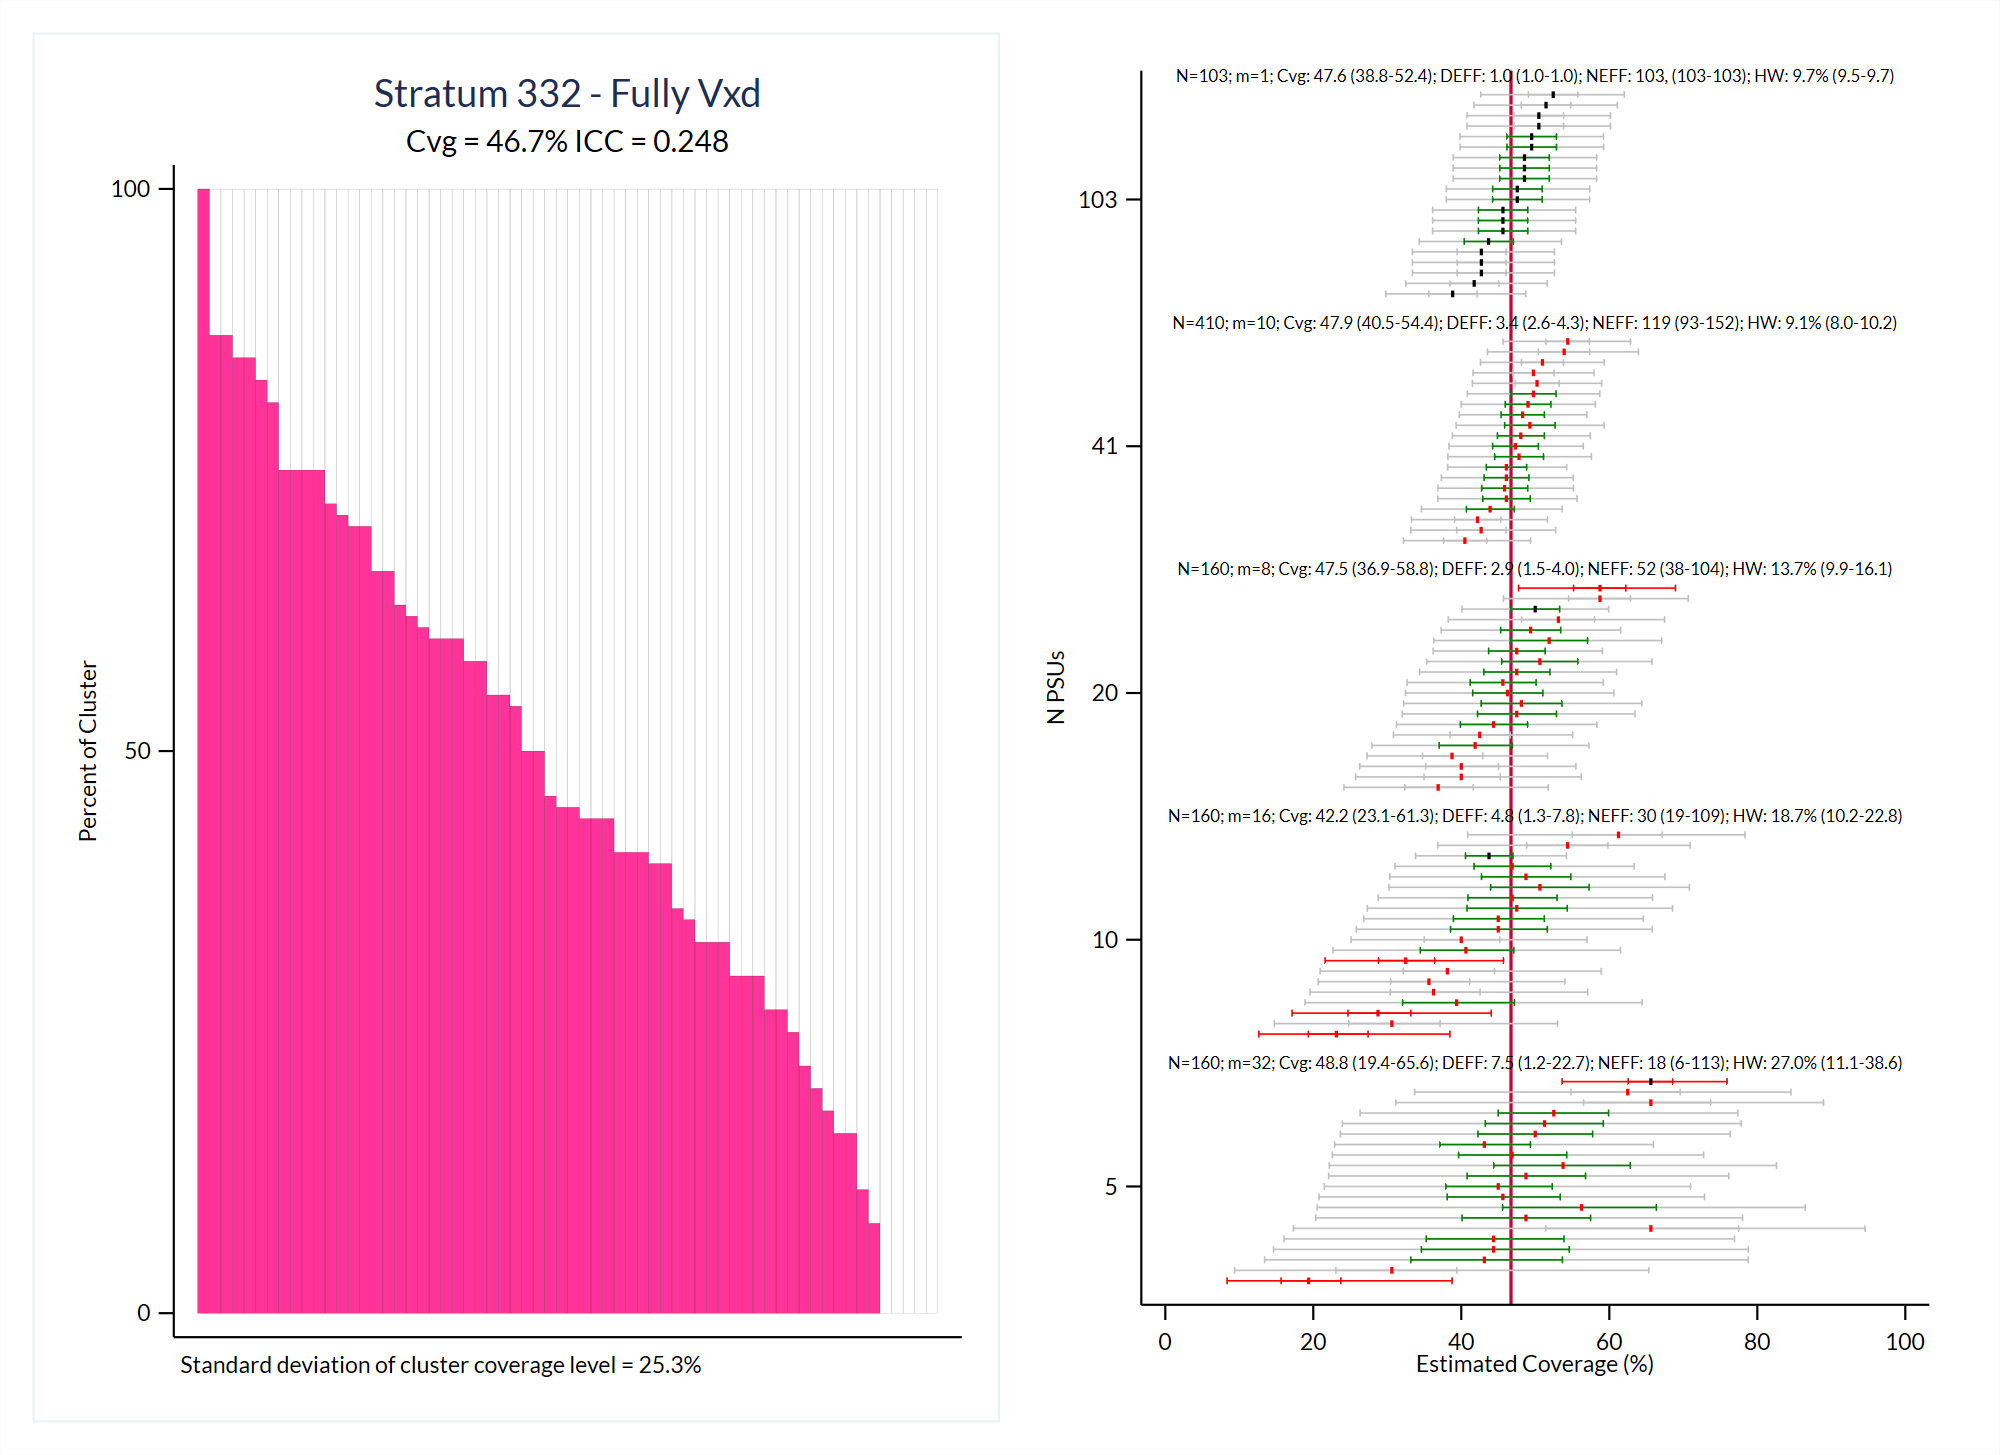 Stratum 332 - Fully Vxd
Cvg = 46.7% ICC = 0.248
100
50
0
Percent of Cluster
Standard deviation of cluster coverage level = 25.3%
N=103; m=1; Cvg: 47.6 (38.8-52.4); DEFF: 1.0 (1.0-1.0); NEFF: 103, (103-103); HW: 9.7% (9.5-9.7)
103
N=410; m=10; Cvg: 47.9 (40.5-54.4); DEFF: 3.4 (2.6-4.3); NEFF: 119 (93-152); HW: 9.1% (8.0-10.2)
41
N=160; m=8; Cvg: 47.5 (36.9-58.8); DEFF: 2.9 (1.5-4.0); NEFF: 52 (38-104); HW: 13.7% (9.9-16.1)
N PSUs
20
N=160; m=16; Cvg: 42.2 (23.1-61.3); DEFF: 4.8 (1.3-7.8); NEFF: 30 (19-109); HW: 18.7% (10.2-22.8)
10
N=160; m=32; Cvg: 48.8 (19.4-65.6); DEFF: 7.5 (1.2-22.7); NEFF: 18 (6-113); HW: 27.0% (11.1-38.6)
5
0 20 40 60 80 100
Estimated Coverage (%)